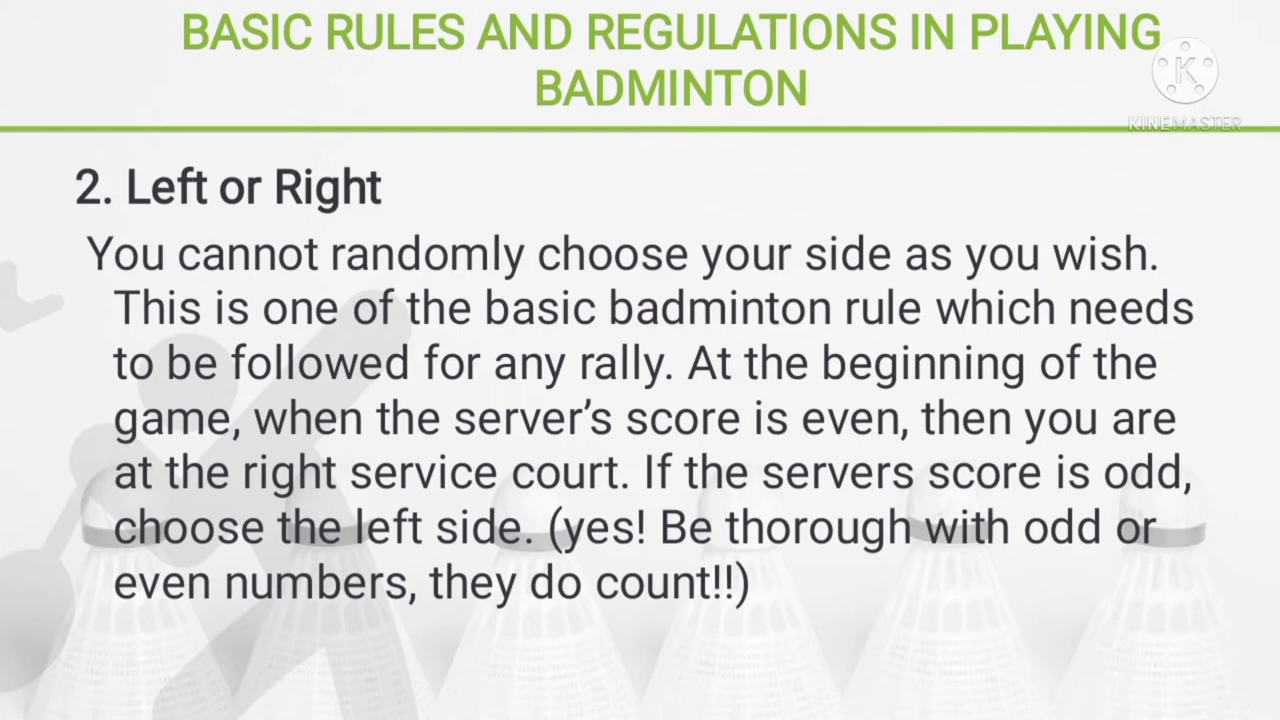 BASIC RULES AND REGULATIONS IN PLAYING
BADMINTON
K
KINEMASTER
2. Left or Right
You cannot randomly choose your side as you wish.
This is one of the basic badminton rule which needs
to be followed for any rally. At the beginning of the
game, when the server’s score is even, then you are
at the right service court. If the servers score is odd,
choose the left side. (yes! Be thorough with odd or
even numbers, they do count!!)